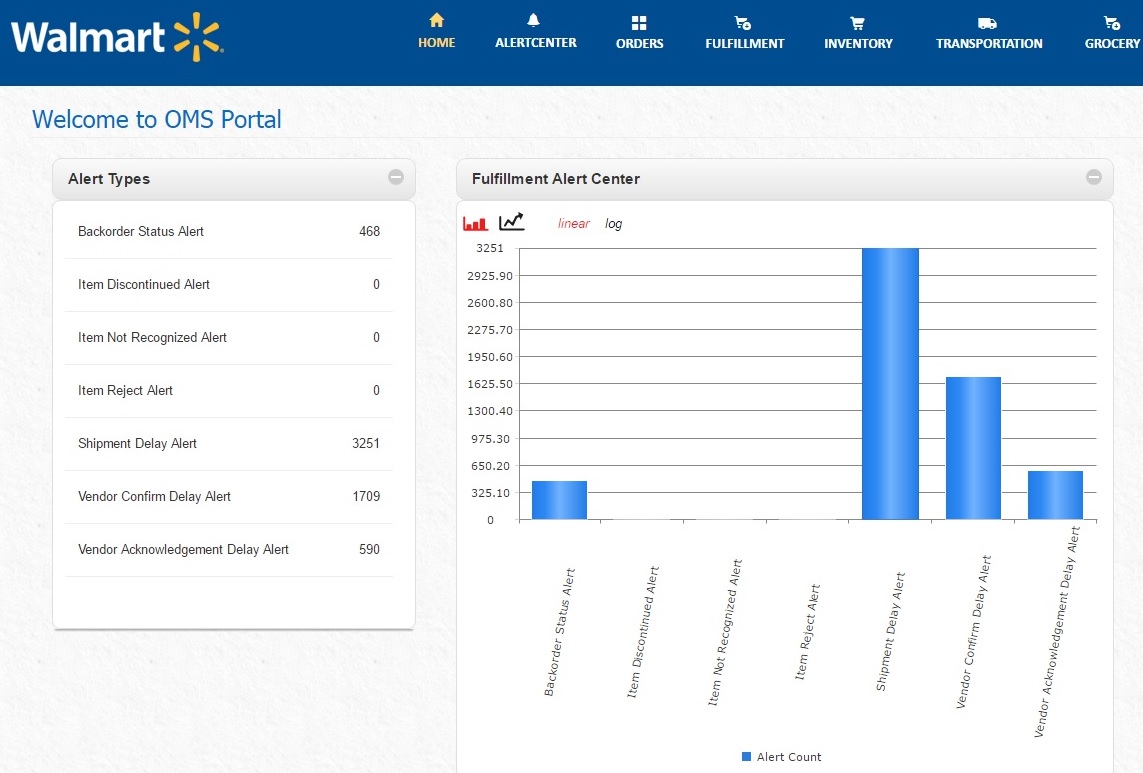 Walmart
HOME
ALERTCENTER
ORDERS
FULFILLMENT
INVENTORY
TRANSPORTATION
GROCERY
Welcome to OMS Portal
Alert Types
Backorder Status Alert 468
Item Discontinued Alert 0
Item Not Recognized Alert 0
Item Reject Alert 0
Shipment Delay Alert 3251
Vendor Confirm Delay Alert 1709
Vendor Acknowledgement Delay Alert 590
Fulfillment Alert Center
linear log
3251
2925.90
2600.80
2275.70
1950.60
1625.50
1300.40
975.30
650.20
325.10
0
Backorder Status Alert
Item Discontinued Alert
Item Not Recognized Alert
Item Reject Alert
Shipment Delay Alert
Vendor Confirm Delay Alert
Vendor Acknowledgement Delay Alert
Alert Count